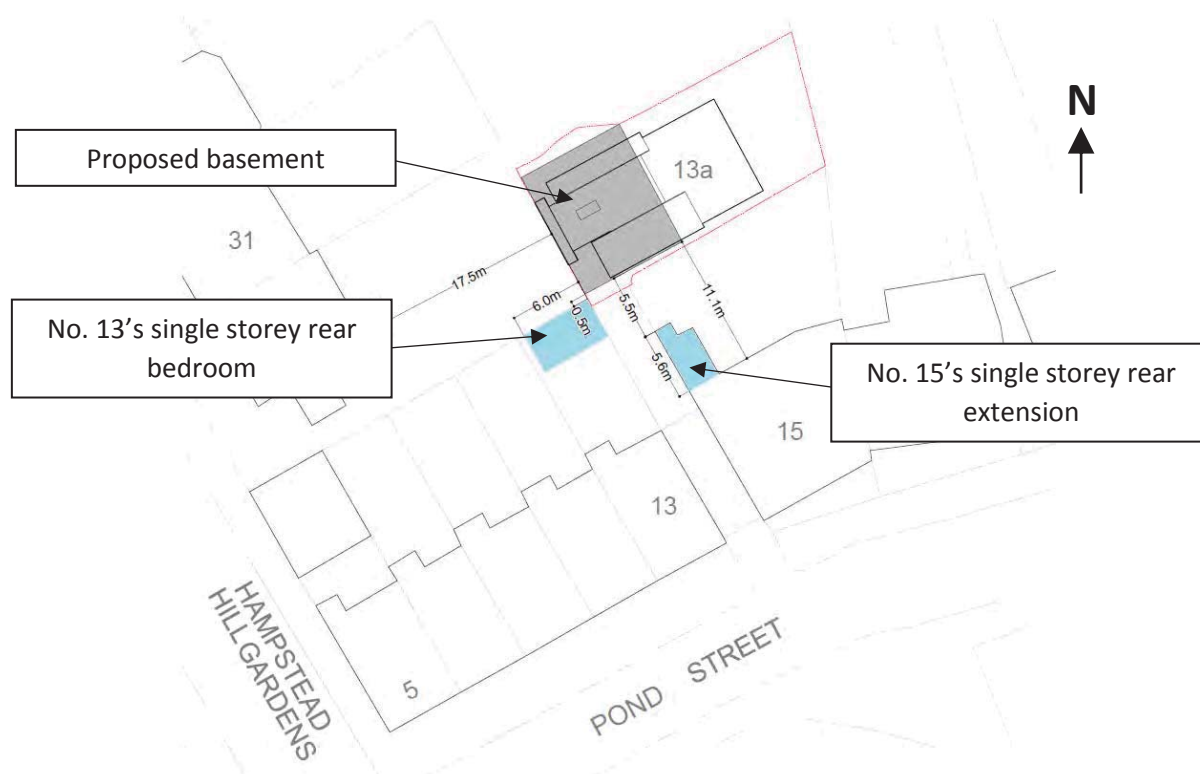 N
Proposed basement
13a
31
17.5m
6.0m
0.5m
5.5m
11.1m
No. 13's single storey rear
bedroom
5.6m
No. 15's single storey rear
extension
15
13
HAMPSTEAD
HILL GARDENS
5
POND STREET